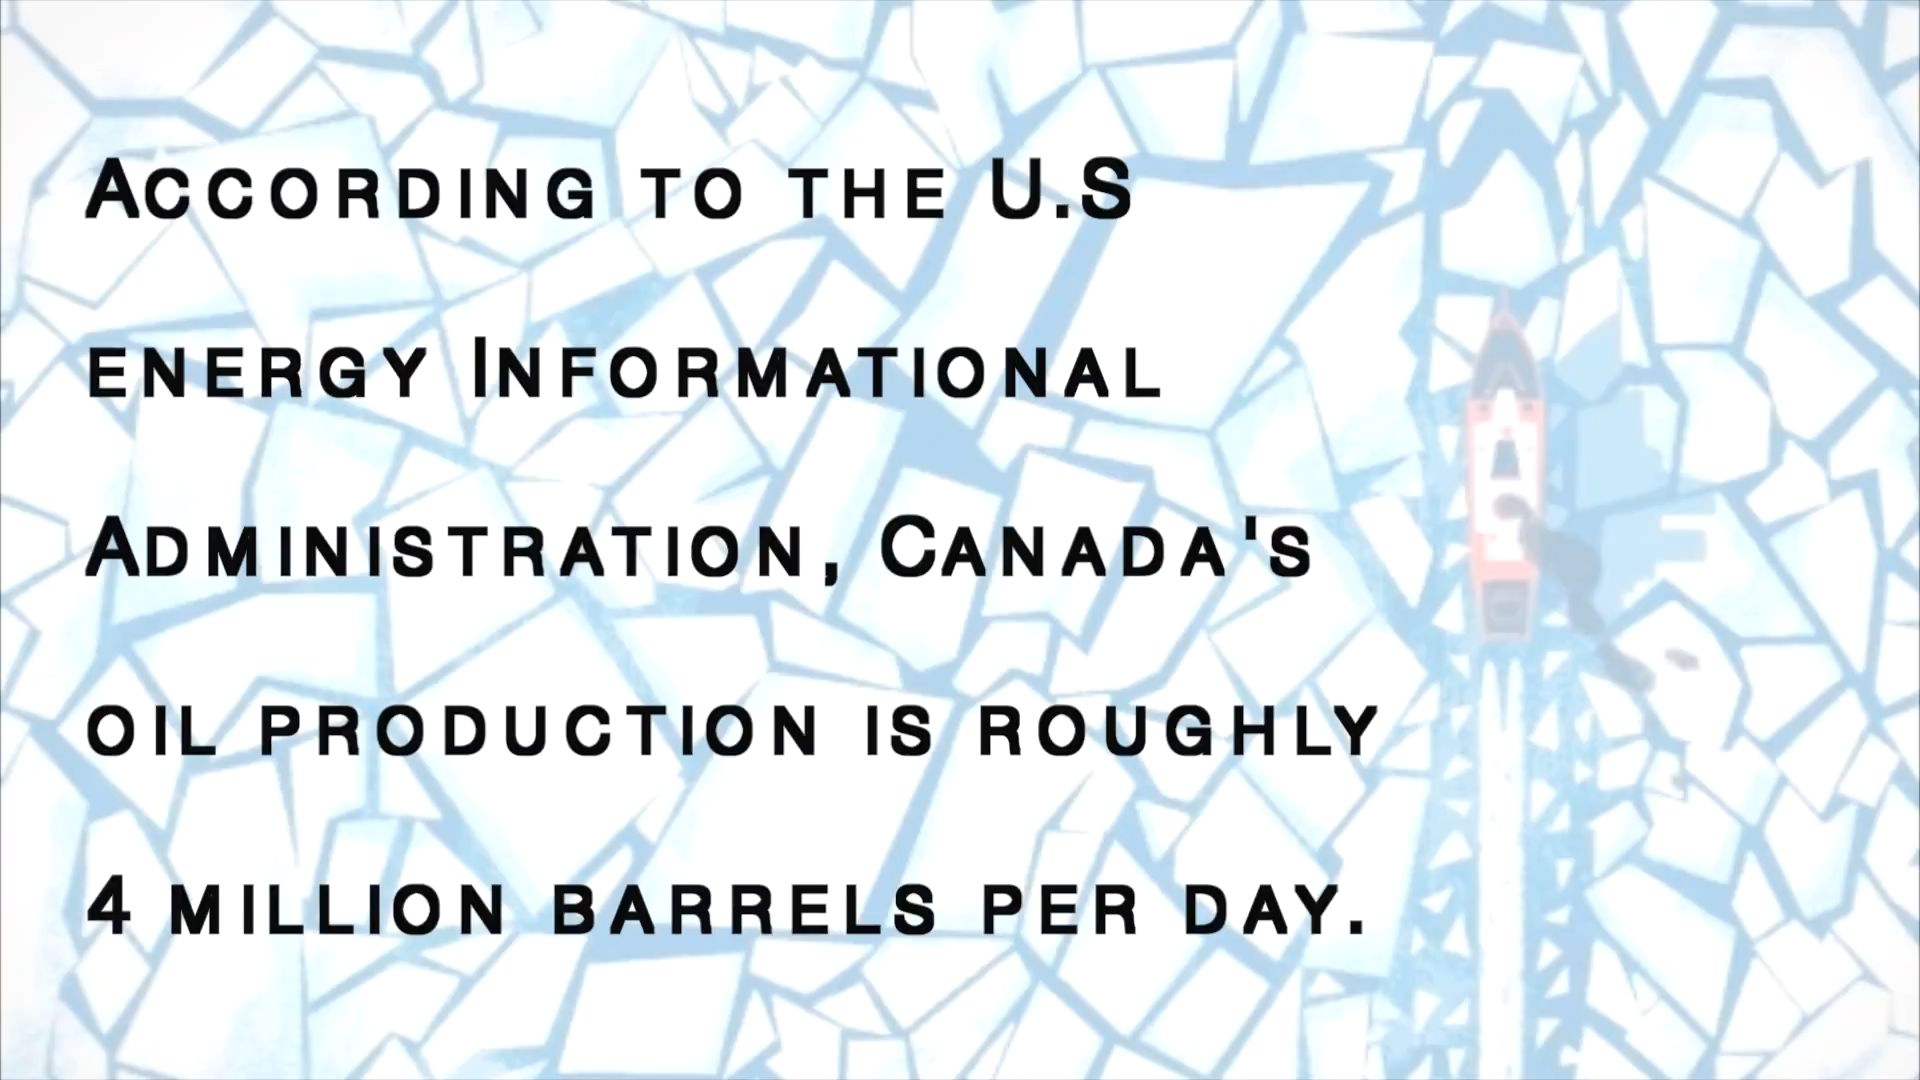 According to the U.S
energy Informational
Administration, Canada's
oil production is roughly
4 million barrels per day.